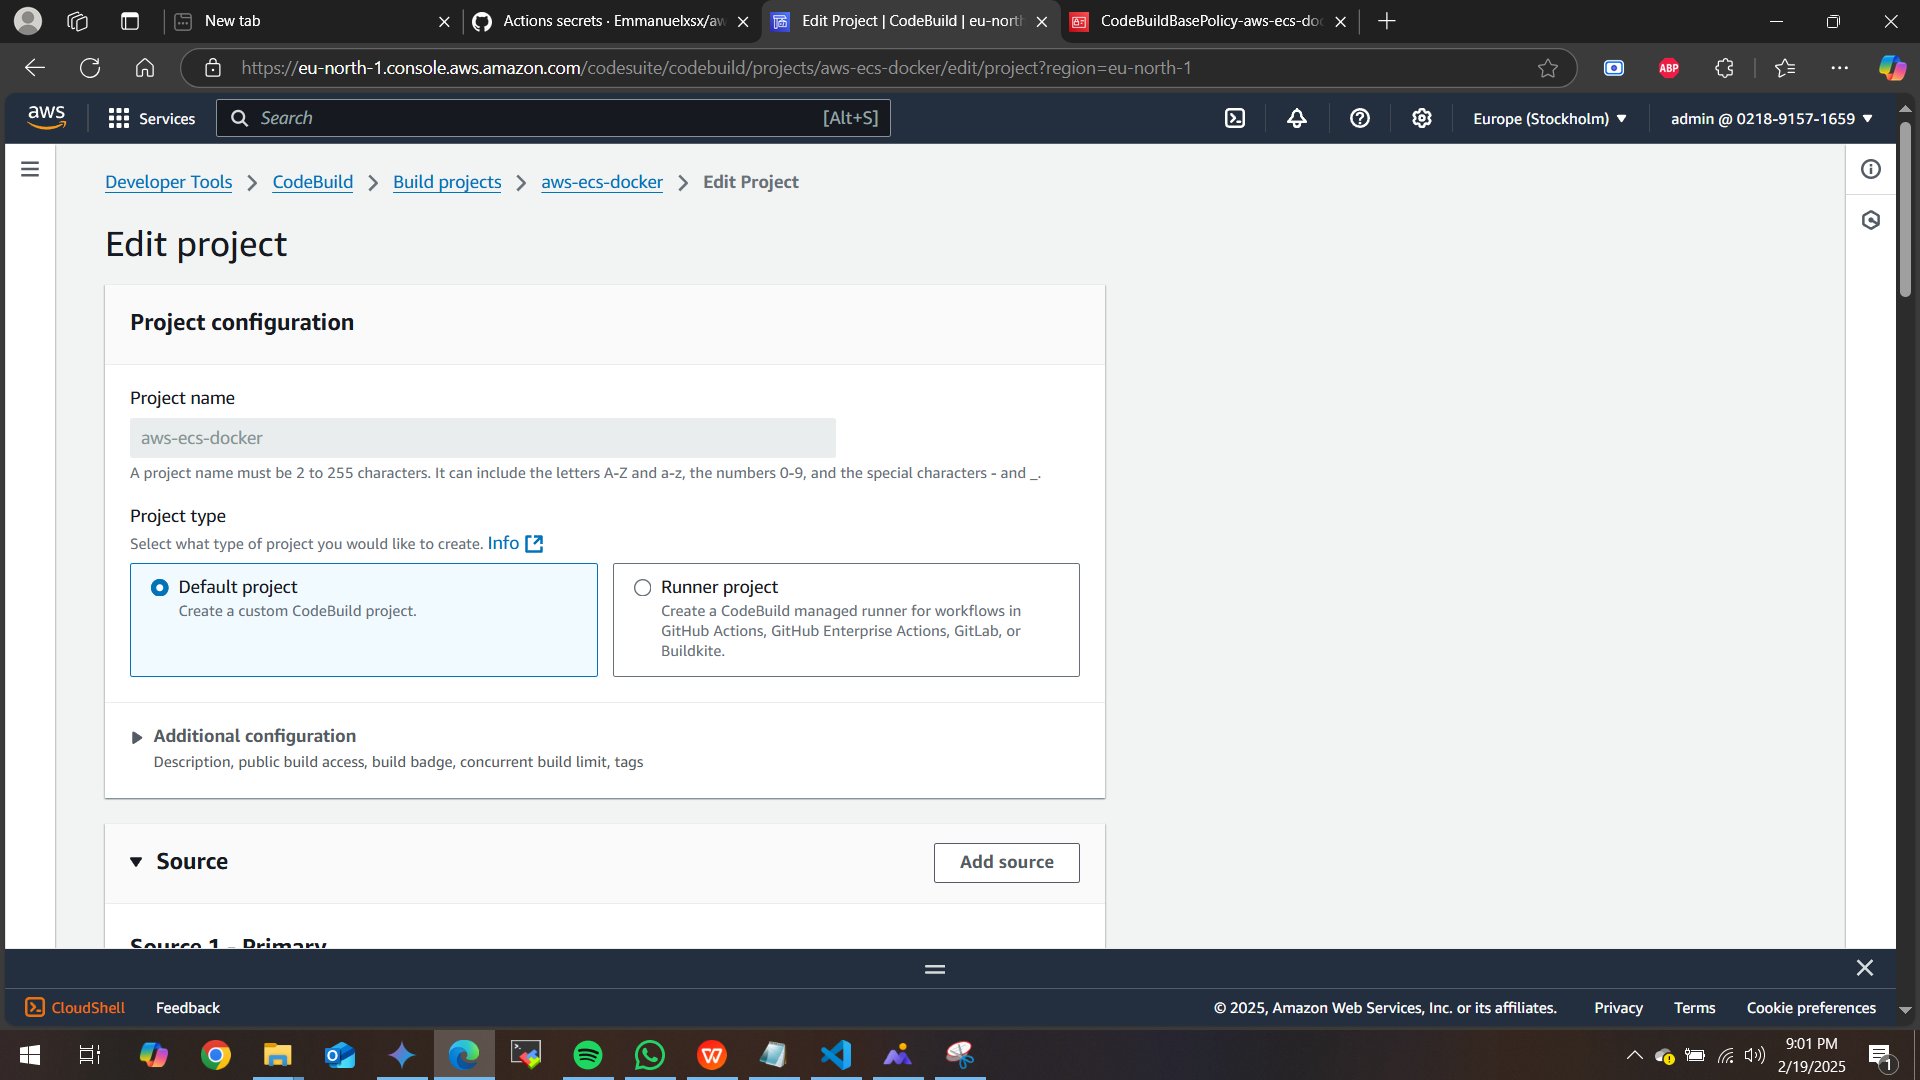 New tab
Actions secrets · Emmanuelxsx/aw
Edit Project | CodeBuild | eu-north
CodeBuildBasePolicy-aws-ecs-doc
https://eu-north-1.console.aws.amazon.com/codesuite/codebuild/projects/aws-ecs-docker/edit/project?region=eu-north-1
ABP
aws
Services
Search
[Alt+S]
Europe (Stockholm)
admin @ 0218-9157-1659
Developer Tools
CodeBuild
Build projects
aws-ecs-docker
Edit Project
Edit project
Project configuration
Project name
aws-ecs-docker
A project name must be 2 to 255 characters. It can include the letters A-Z and a-z, the numbers 0-9, and the special characters - and _.
Project type
Select what type of project you would like to create. Info
Default project
Create a custom CodeBuild project.
Runner project
Create a CodeBuild managed runner for workflows in
GitHub Actions, GitHub Enterprise Actions, GitLab, or
Buildkite.
Additional configuration
Description, public build access, build badge, concurrent build limit, tags
Source
Add source
Source 1 - Primary
CloudShell
Feedback
© 2025, Amazon Web Services, Inc. or its affiliates.
Privacy
Terms
Cookie preferences
9:01 PM
2/19/2025
1